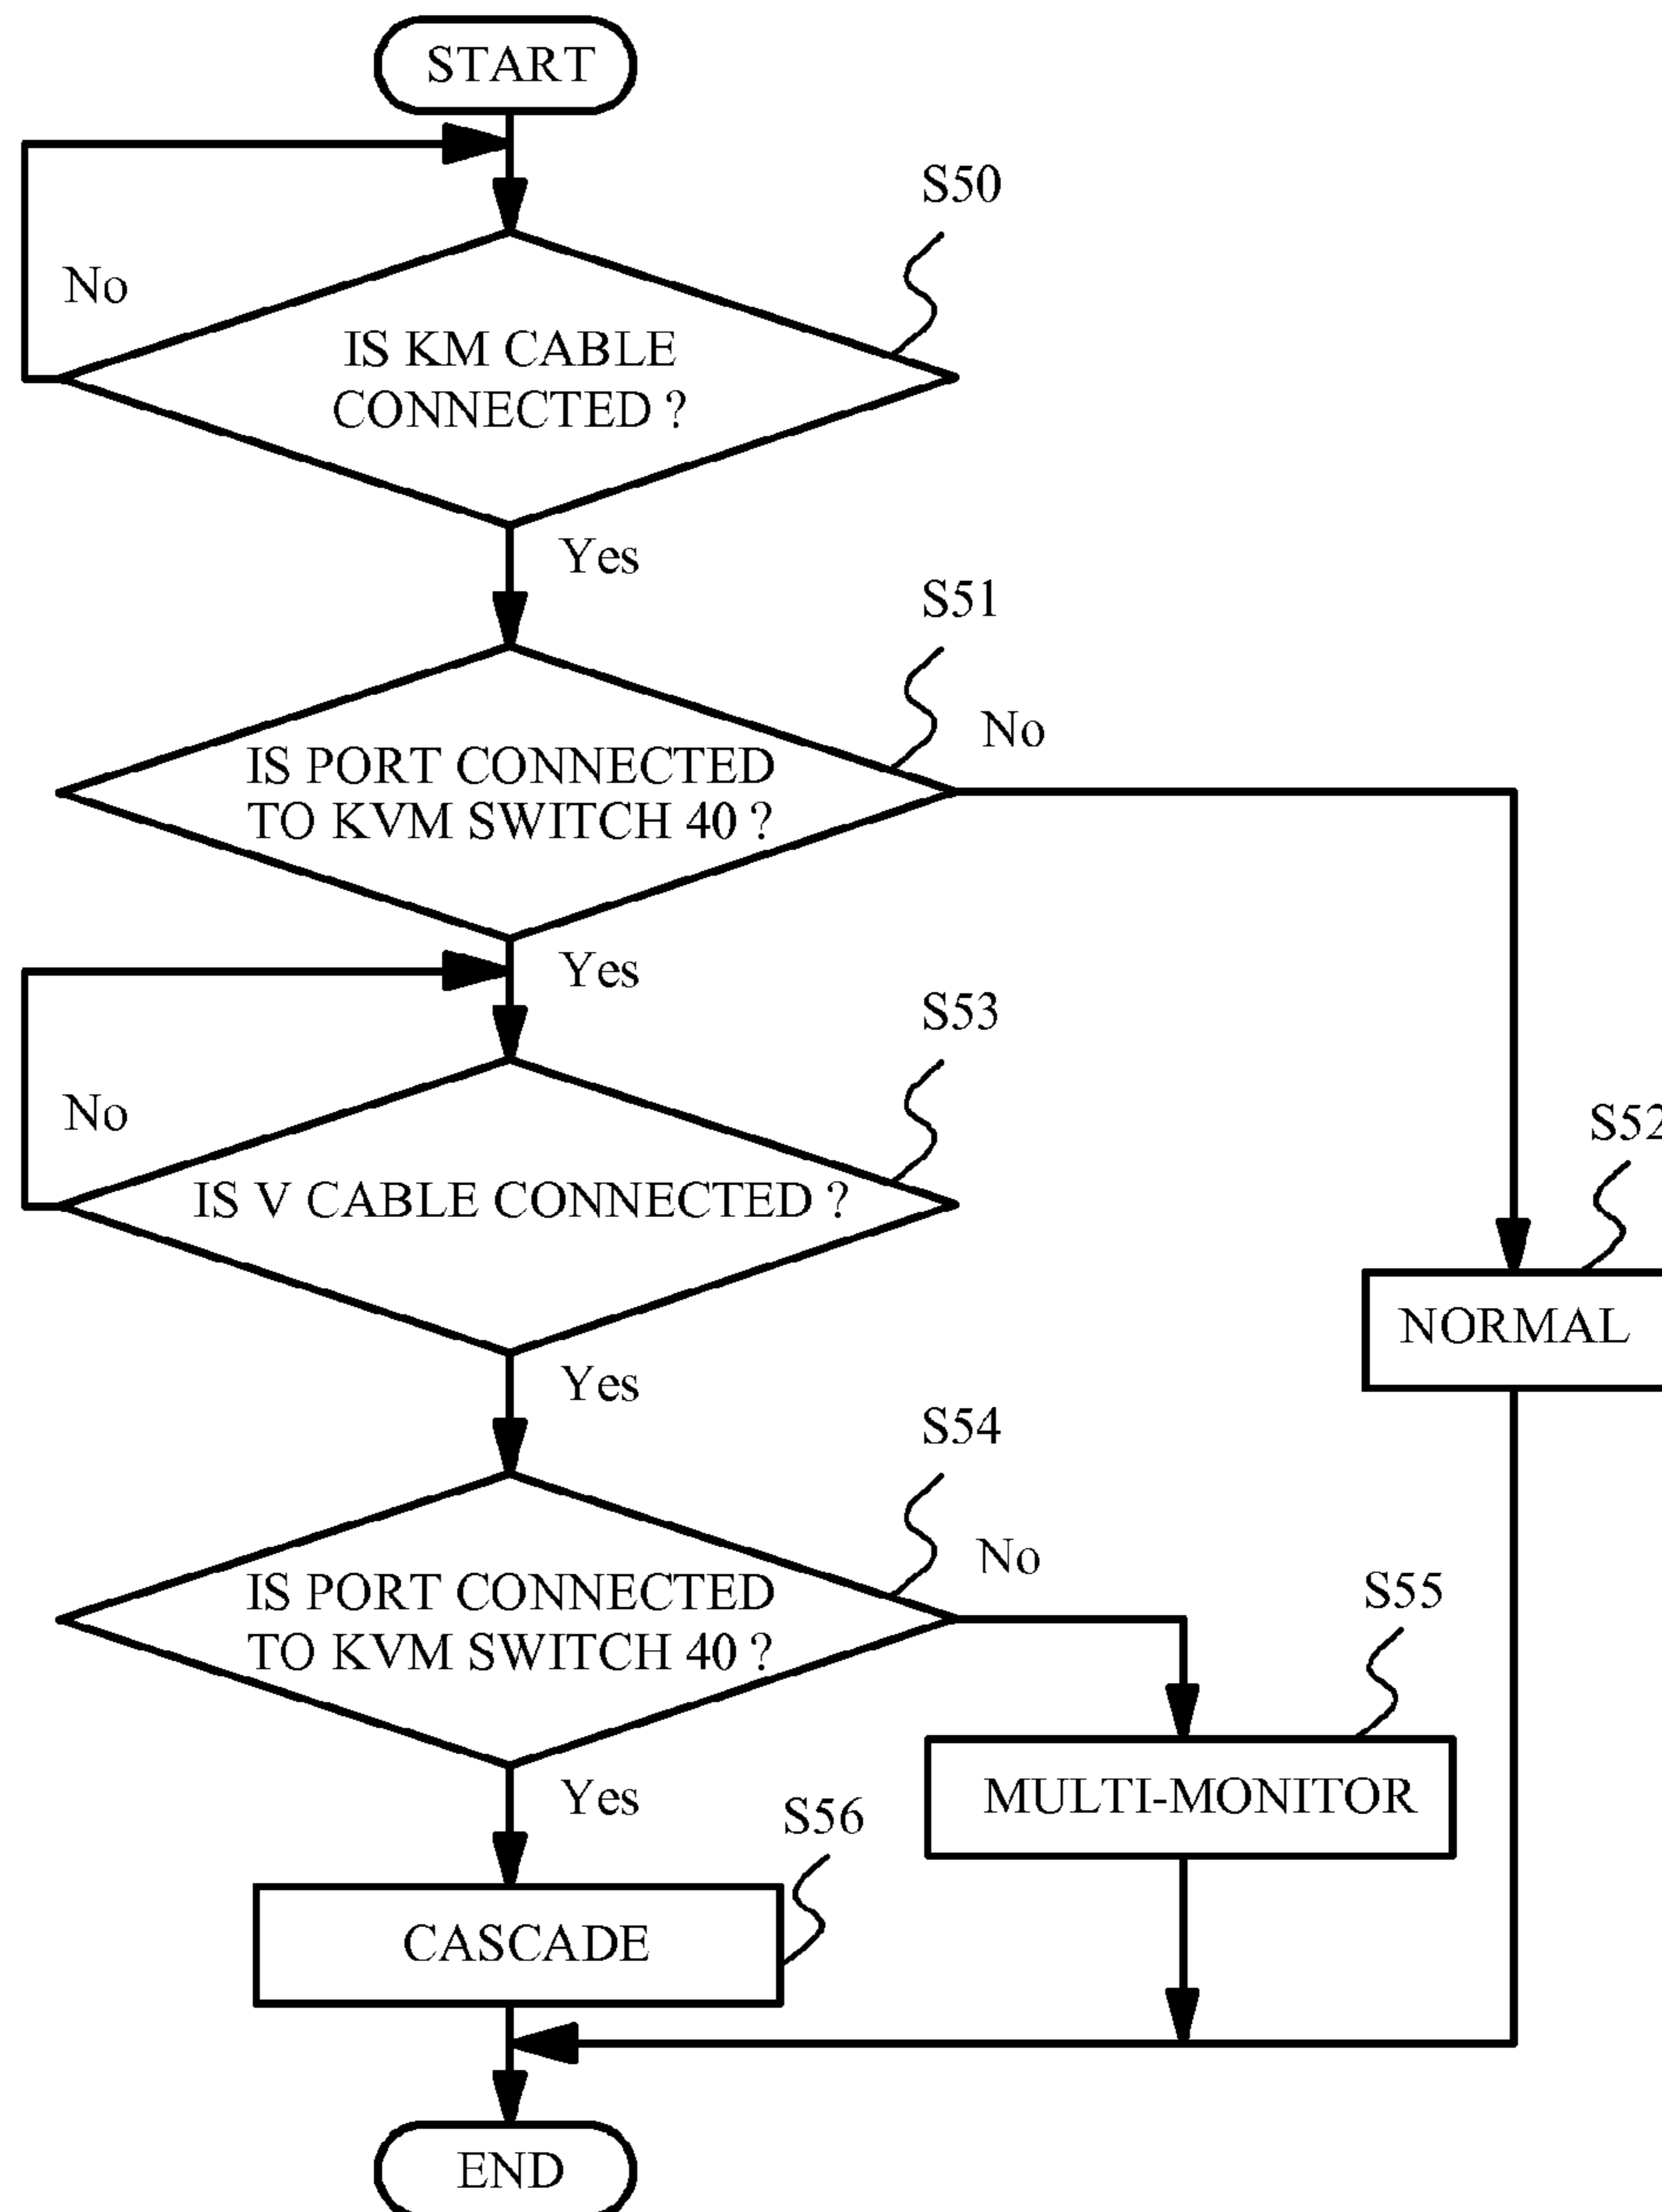 START
S50
No
IS KM CABLE
CONNECTED ?
Yes
S51
No
IS PORT CONNECTED
TO KVM SWITCH 40 ?
Yes
S53
No
IS V CABLE CONNECTED ?
S52
NORMAL
Yes
S54
No
IS PORT CONNECTED
TO KVM SWITCH 40 ?
S55
MULTI-MONITOR
Yes
S56
CASCADE
END